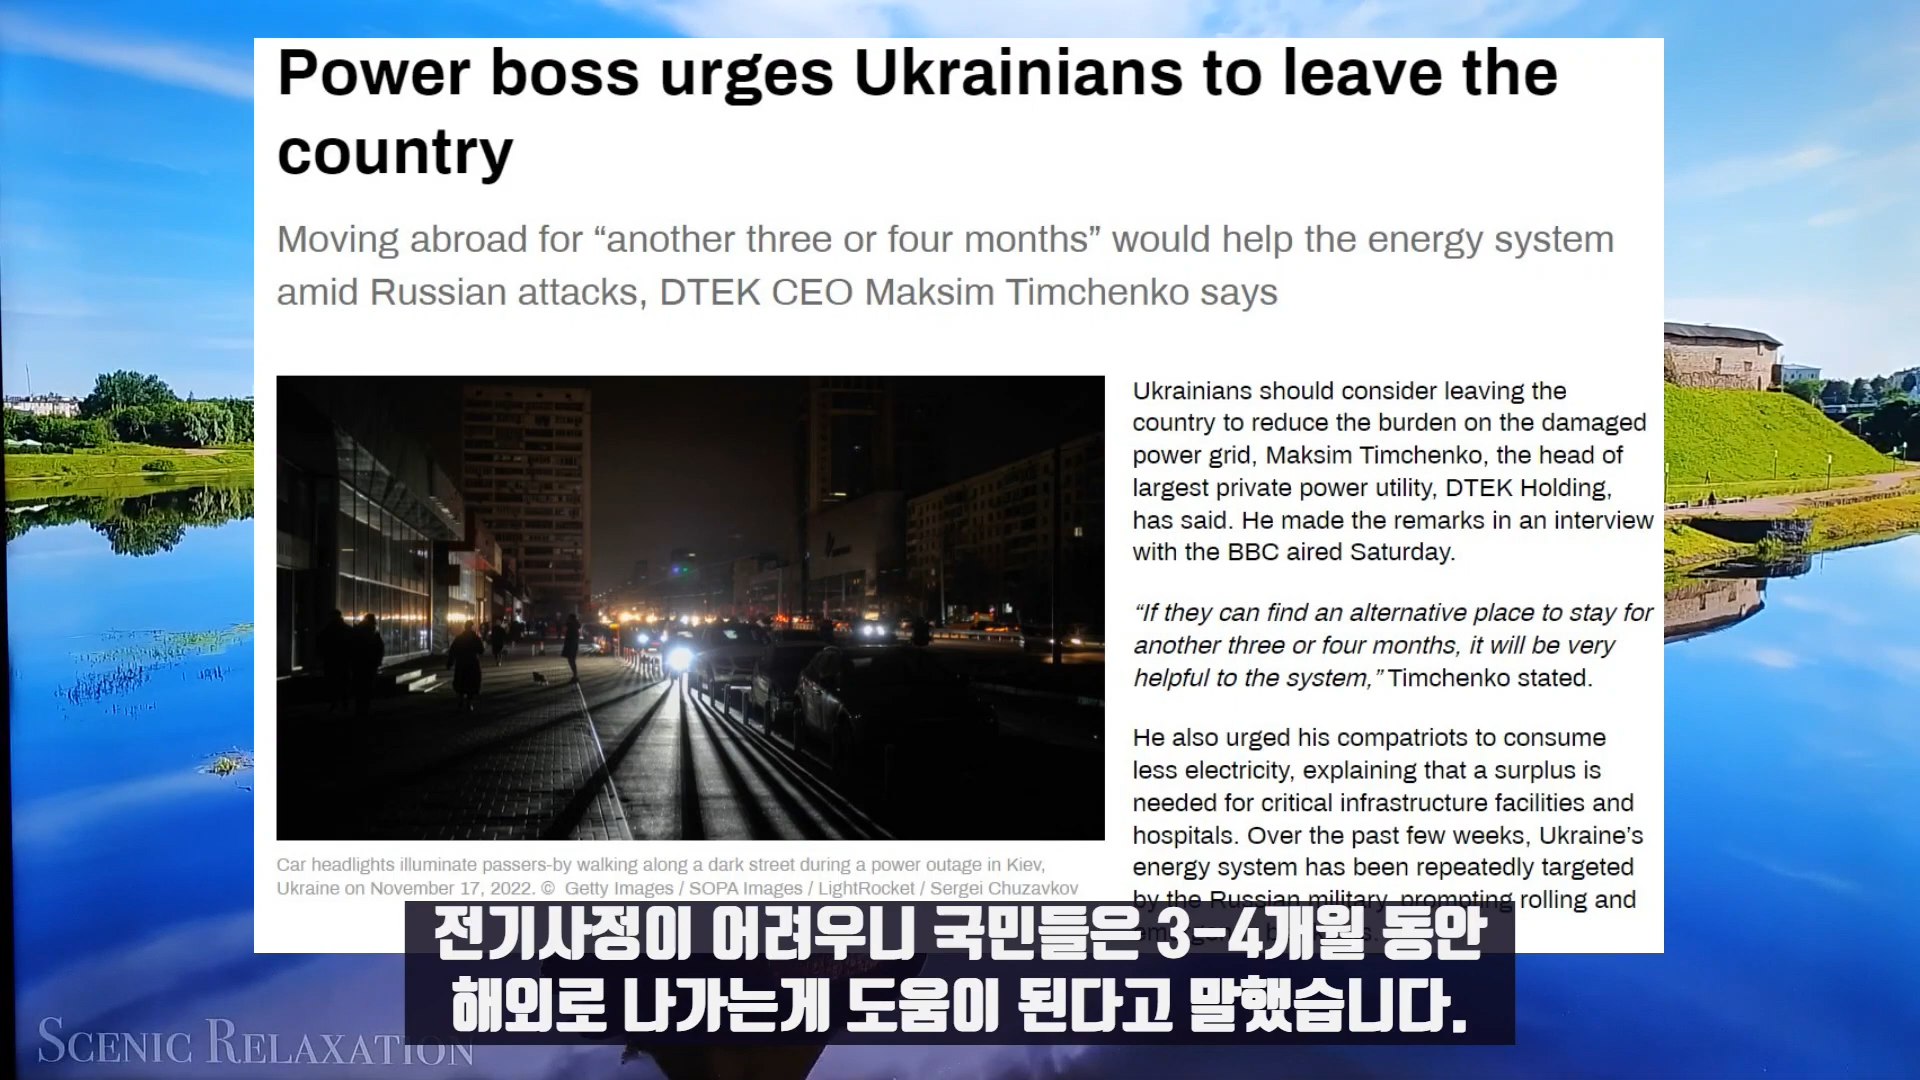 Power boss urges Ukrainians to leave the
country
Moving abroad for “another three or four months” would help the energy system
amid Russian attacks, DTEK CEO Maksim Timchenko says
Ukrainians should consider leaving the
country to reduce the burden on the damaged
power grid, Maksim Timchenko, the head of
largest private power utility, DTEK Holding,
has said. He made the remarks in an interview
with the BBC aired Saturday.
“If they can find an alternative place to stay for
another three or four months, it will be very
helpful to the system,” Timchenko stated.
He also urged his compatriots to consume
less electricity, explaining that a surplus is
needed for critical infrastructure facilities and
hospitals. Over the past few weeks, Ukraine’s
energy system has been repeatedly targeted
by the Russian military, prompting rolling and
Car headlights illuminate passers-by walking along a dark street during a power outage in Kiev,
Ukraine on November 17, 2022. © Getty Images / SOPA Images / LightRocket / Sergei Chuzavkov
전기사정이 어려우니 국민들은 3-4개월 동안
해외로 나가는게 도움이 된다고 말했습니다.
SCENIC RELAXATION